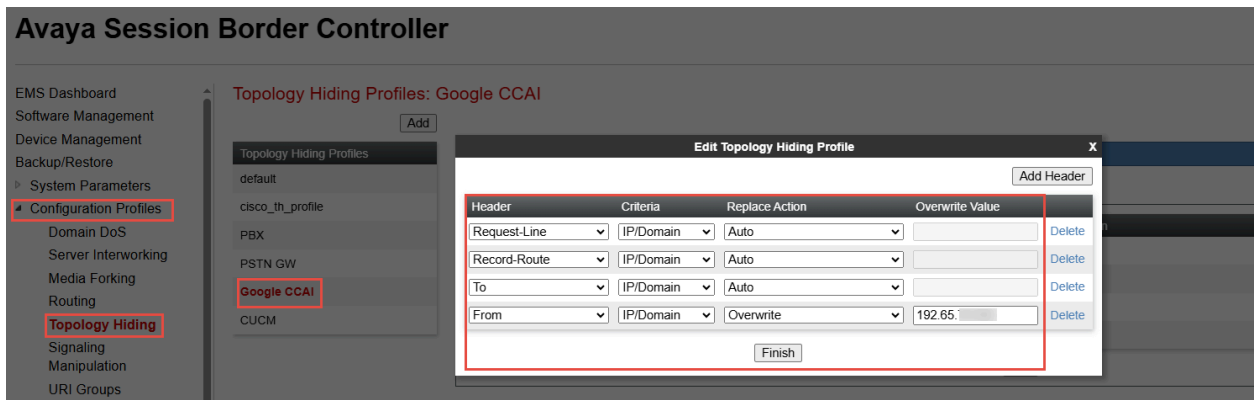 Avaya Session Border Controller
EMS Dashboard
Software Management
Device Management
Backup/Restore
System Parameters
Configuration Profiles
Domain DoS
Server Interworking
Media Forking
Routing
Topology Hiding
Signaling
Manipulation
URI Groups
Topology Hiding Profiles: Google CCAI
Add
Topology Hiding Profiles
default
cisco_th_profile
PBX
PSTN GW
Google CCAI
CUCM
Edit Topology Hiding Profile X
Add Header
Header Criteria Replace Action Overwrite Value
Request-Line IP/Domain Auto Delete
Record-Route IP/Domain Auto Delete
To IP/Domain Auto Delete
From IP/Domain Overwrite 192.65. Delete
Finish